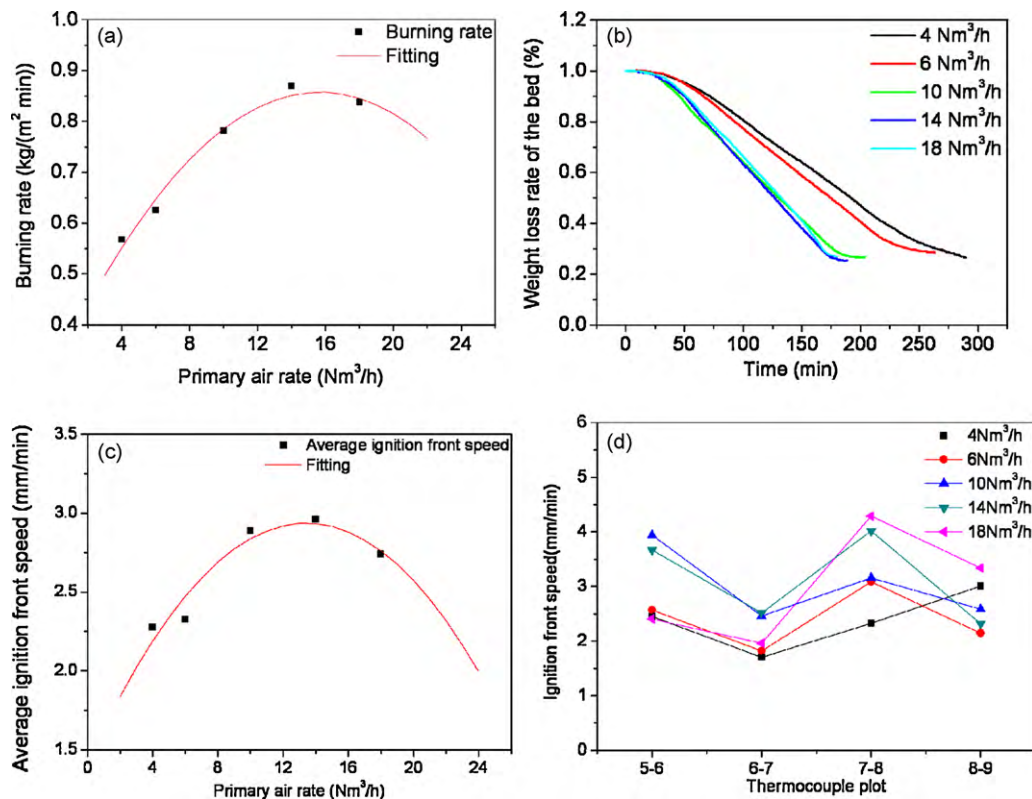 (a)
Burning rate
Fitting
Burning rate (kg/(m² min))
1.0
0.9
0.8
0.7
0.6
0.5
0.4
4 8 12 16 20 24
Primary air rate (Nm³/h)
(b)
4 Nm³/h
6 Nm³/h
10 Nm³/h
14 Nm³/h
18 Nm³/h
Weight loss rate of the bed (%)
1.2
1.0
0.8
0.6
0.4
0.2
0.0
0 50 100 150 200 250 300
Time (min)
(c)
Average ignition front speed
Fitting
Average ignition front speed (mm/min)
3.5
3.0
2.5
2.0
1.5
0 4 8 12 16 20 24
Primary air rate (Nm³/h)
(d)
4Nm³/h
6Nm³/h
10Nm³/h
14Nm³/h
18Nm³/h
Ignition front speed(mm/min)
6
5
4
3
2
1
0
5-6 6-7 7-8 8-9
Thermocouple plot